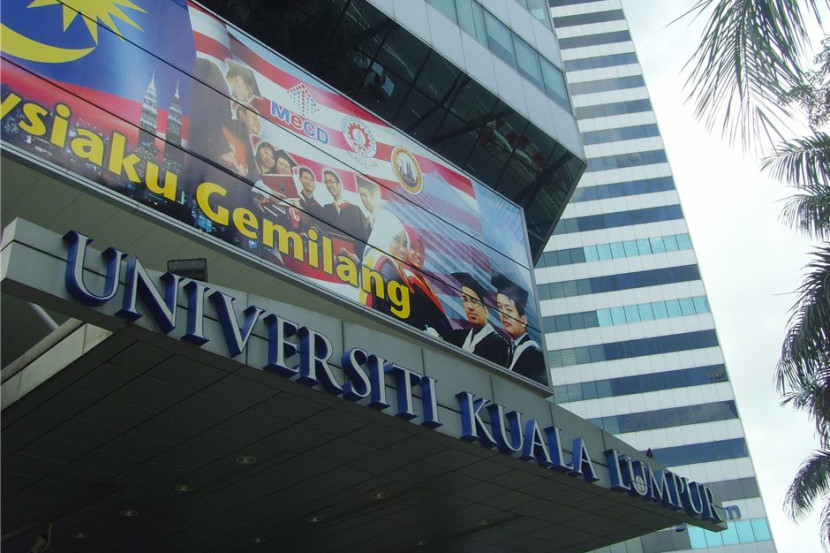 ysiaku Gemilang
MeCD
UNIVERSITI KUALA LUMPUR